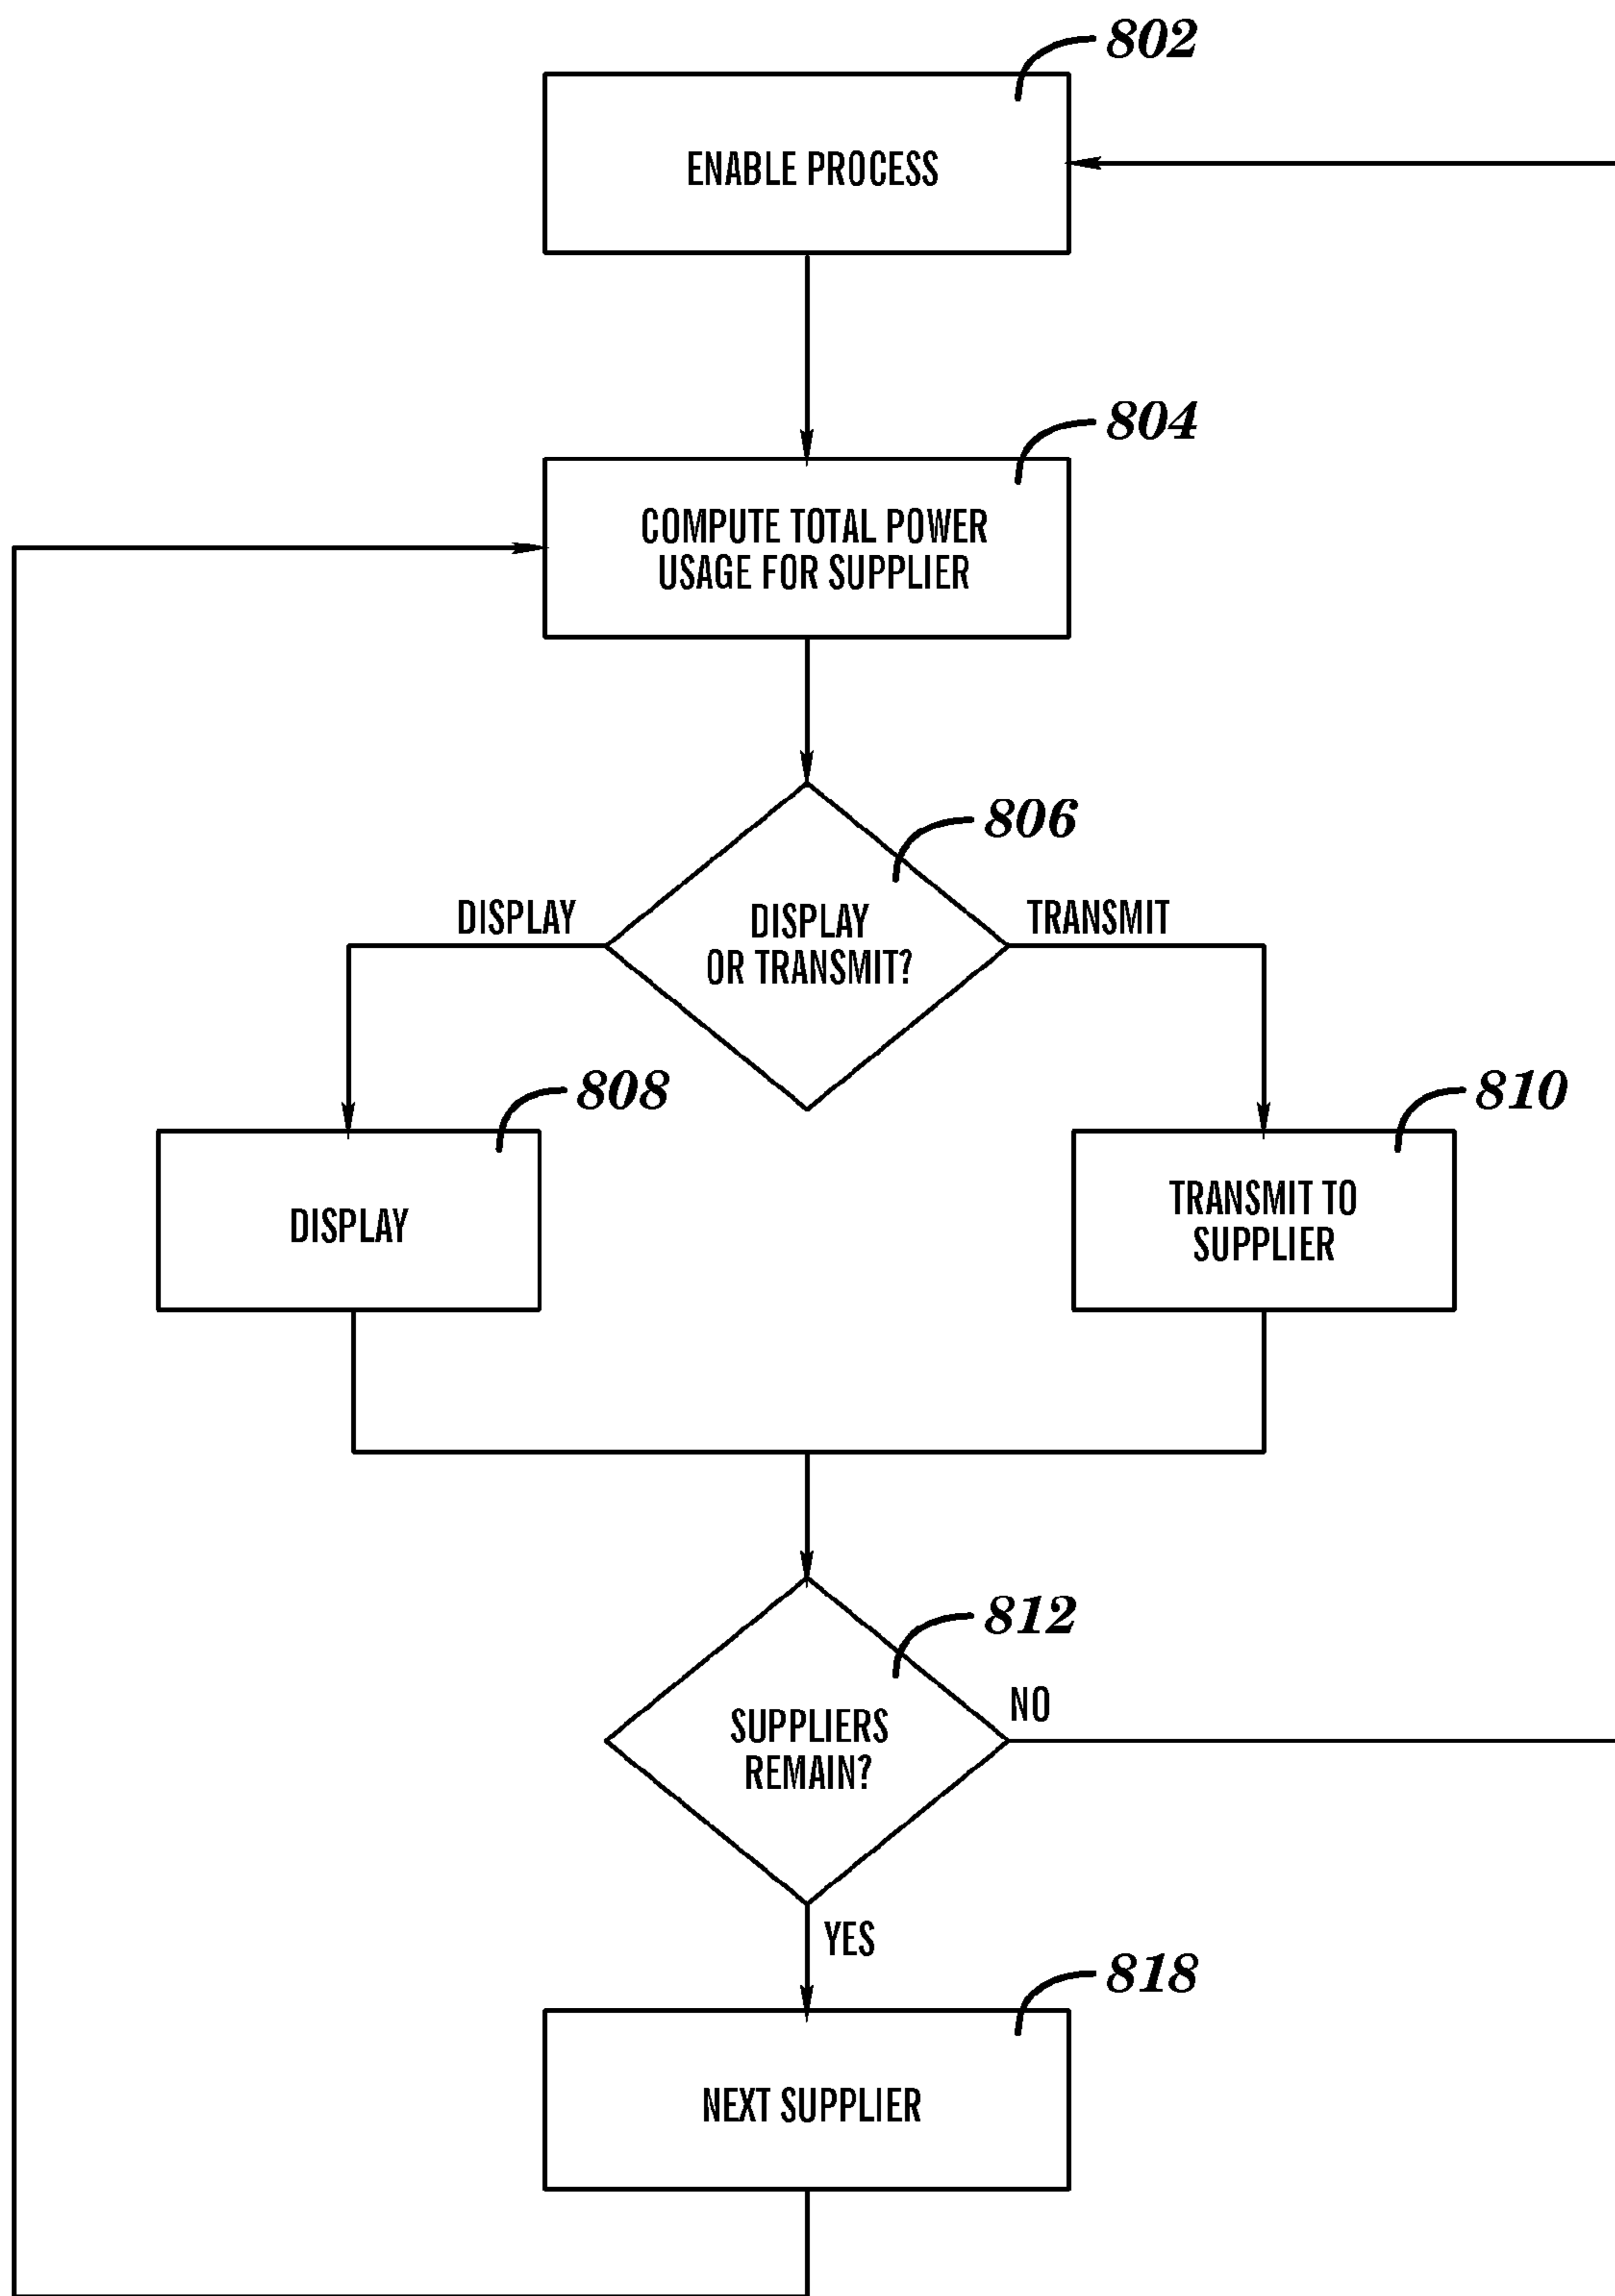 802
ENABLE PROCESS
804
COMPUTE TOTAL POWER
USAGE FOR SUPPLIER
806
DISPLAY
DISPLAY
OR TRANSMIT?
TRANSMIT
808
810
DISPLAY
TRANSMIT TO
SUPPLIER
812
NO
SUPPLIERS
REMAIN?
YES
818
NEXT SUPPLIER